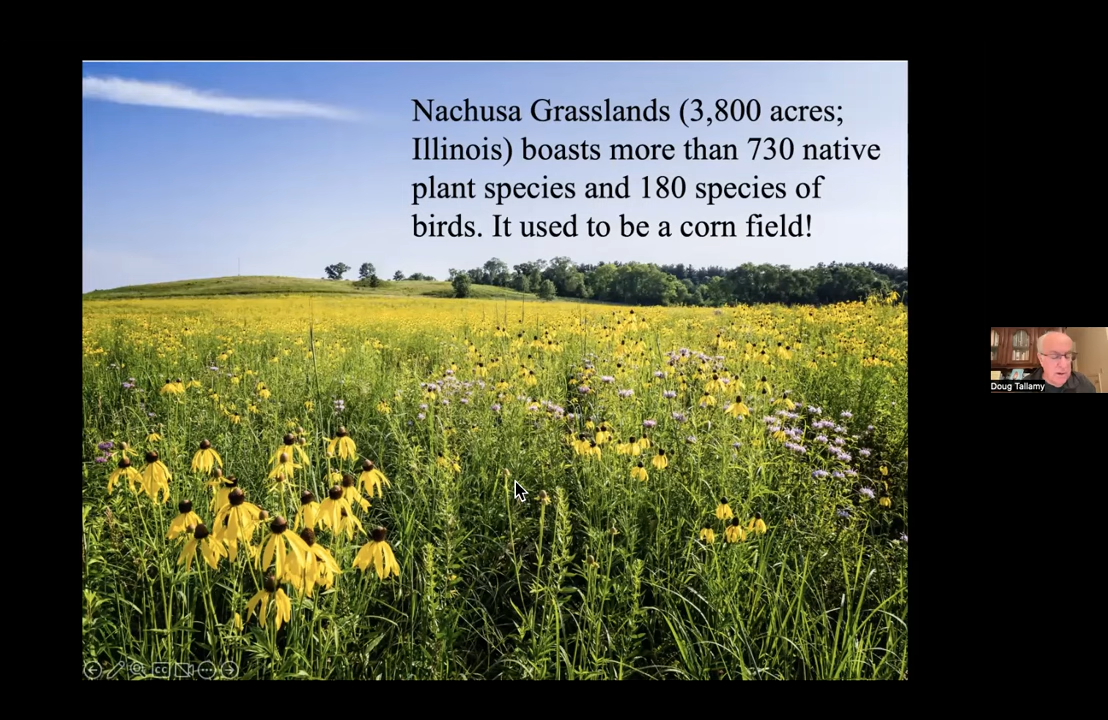 Nachusa Grasslands (3,800 acres;
Illinois) boasts more than 730 native
plant species and 180 species of
birds. It used to be a corn field!
Doug Tallamy
CC